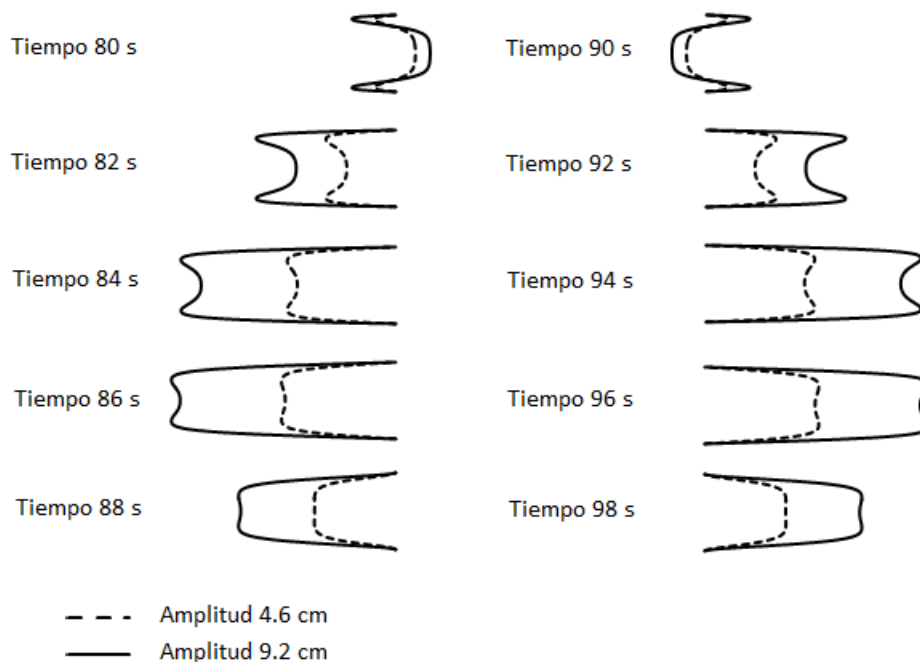 Tiempo 80 s
Tiempo 90 s
Tiempo 82 s
Tiempo 92 s
Tiempo 84 s
Tiempo 94 s
Tiempo 86 s
Tiempo 96 s
Tiempo 88 s
Tiempo 98 s
Amplitud 4.6 cm
Amplitud 9.2 cm